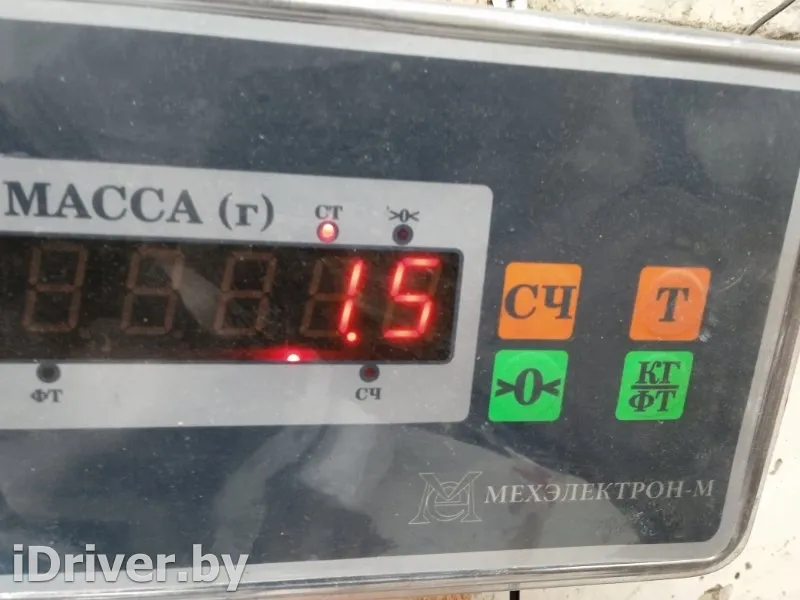 МАССА (г)
СТ
>0<
1.5
ФТ
СЧ
СЧ
Т
>0<
КГ
ФТ
МЕХЭЛЕКТРОН-М
iDriver.by